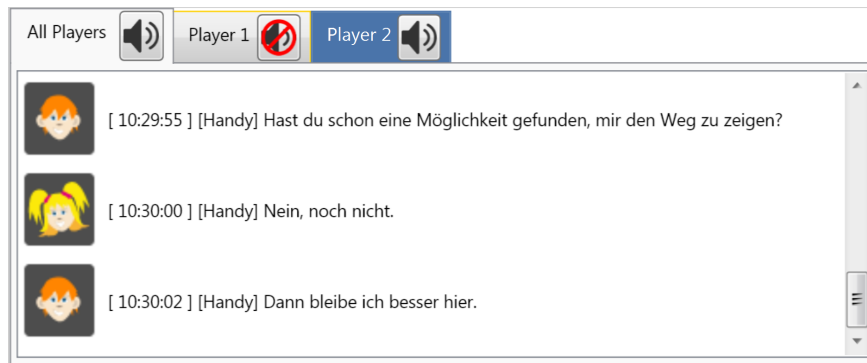 All Players
Player 1
Player 2
[ 10:29:55 ] [Handy] Hast du schon eine Möglichkeit gefunden, mir den Weg zu zeigen?
[ 10:30:00 ] [Handy] Nein, noch nicht.
[ 10:30:02 ] [Handy] Dann bleibe ich besser hier.